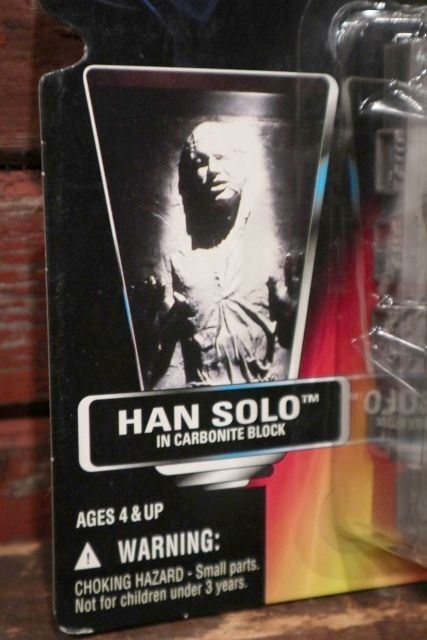 HAN SOLO™
IN CARBONITE BLOCK
AGES 4 & UP
WARNING:
CHOKING HAZARD - Small parts.
Not for children under 3 years.